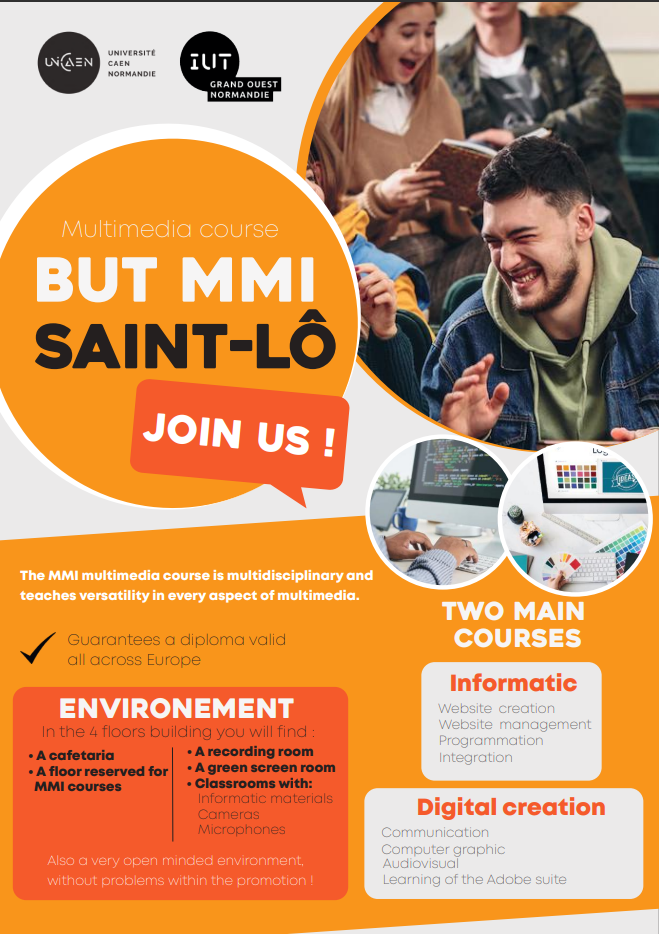 UNICAEN
UNIVERSITÉ
CAEN
NORMANDIE
IUT
GRAND OUEST
NORMANDIE
Multimedia course
BUT MMI
SAINT-LÔ
JOIN US !
The MMI multimedia course is multidisciplinary and
teaches versatility in every aspect of multimedia.
Guarantees a diploma valid
all across Europe
ENVIRONEMENT
In the 4 floors building you will find :
• A cafetaria
• A floor reserved for
MMI courses
• A recording room
• A green screen room
• Classrooms with:
Informatic materials
Cameras
Microphones
Also a very open minded environment,
without problems within the promotion !
TWO MAIN
COURSES
Informatic
Website creation
Website management
Programmation
Integration
Digital creation
Communication
Computer graphic
Audiovisual
Learning of the Adobe suite